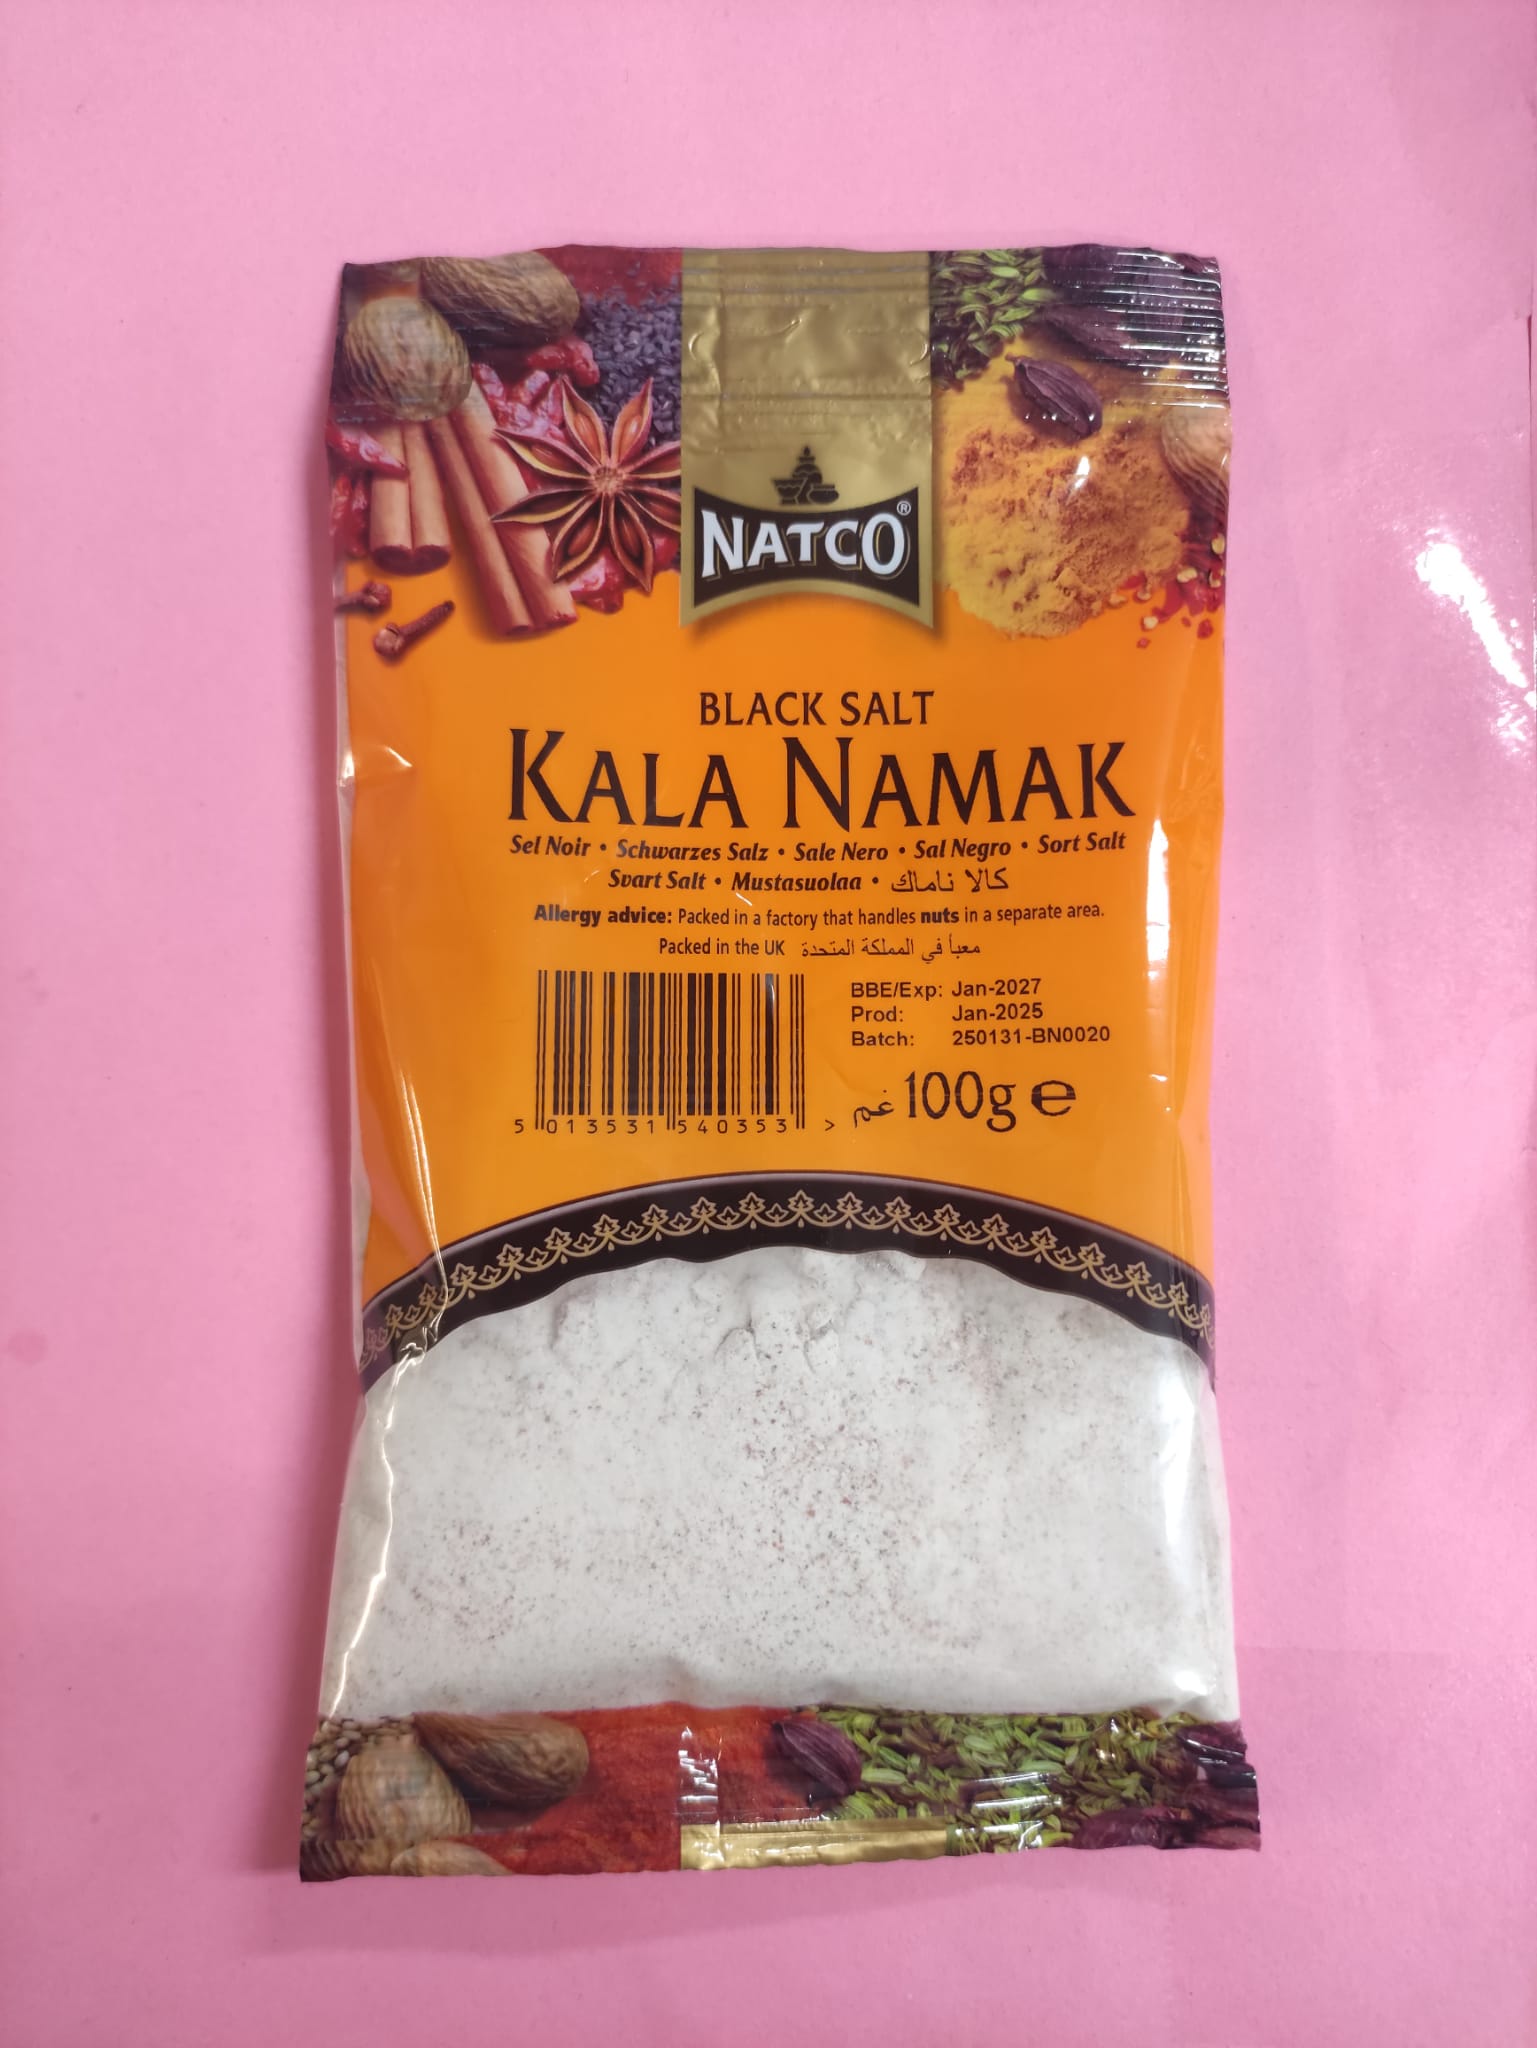 NATCO®
BLACK SALT
KALA NAMAK
Sel Noir • Schwarzes Salz • Sale Nero • Sal Negro • Sort Salt
Svart Salt • Mustasuolaa • كالا ناماك
Allergy advice: Packed in a factory that handles nuts in a separate area.
Packed in the UK معبأ في المملكة المتحدة
BBE/Exp: Jan-2027
Prod: Jan-2025
Batch: 250131-BN0020
غم 100g e
5 013531 540353 >